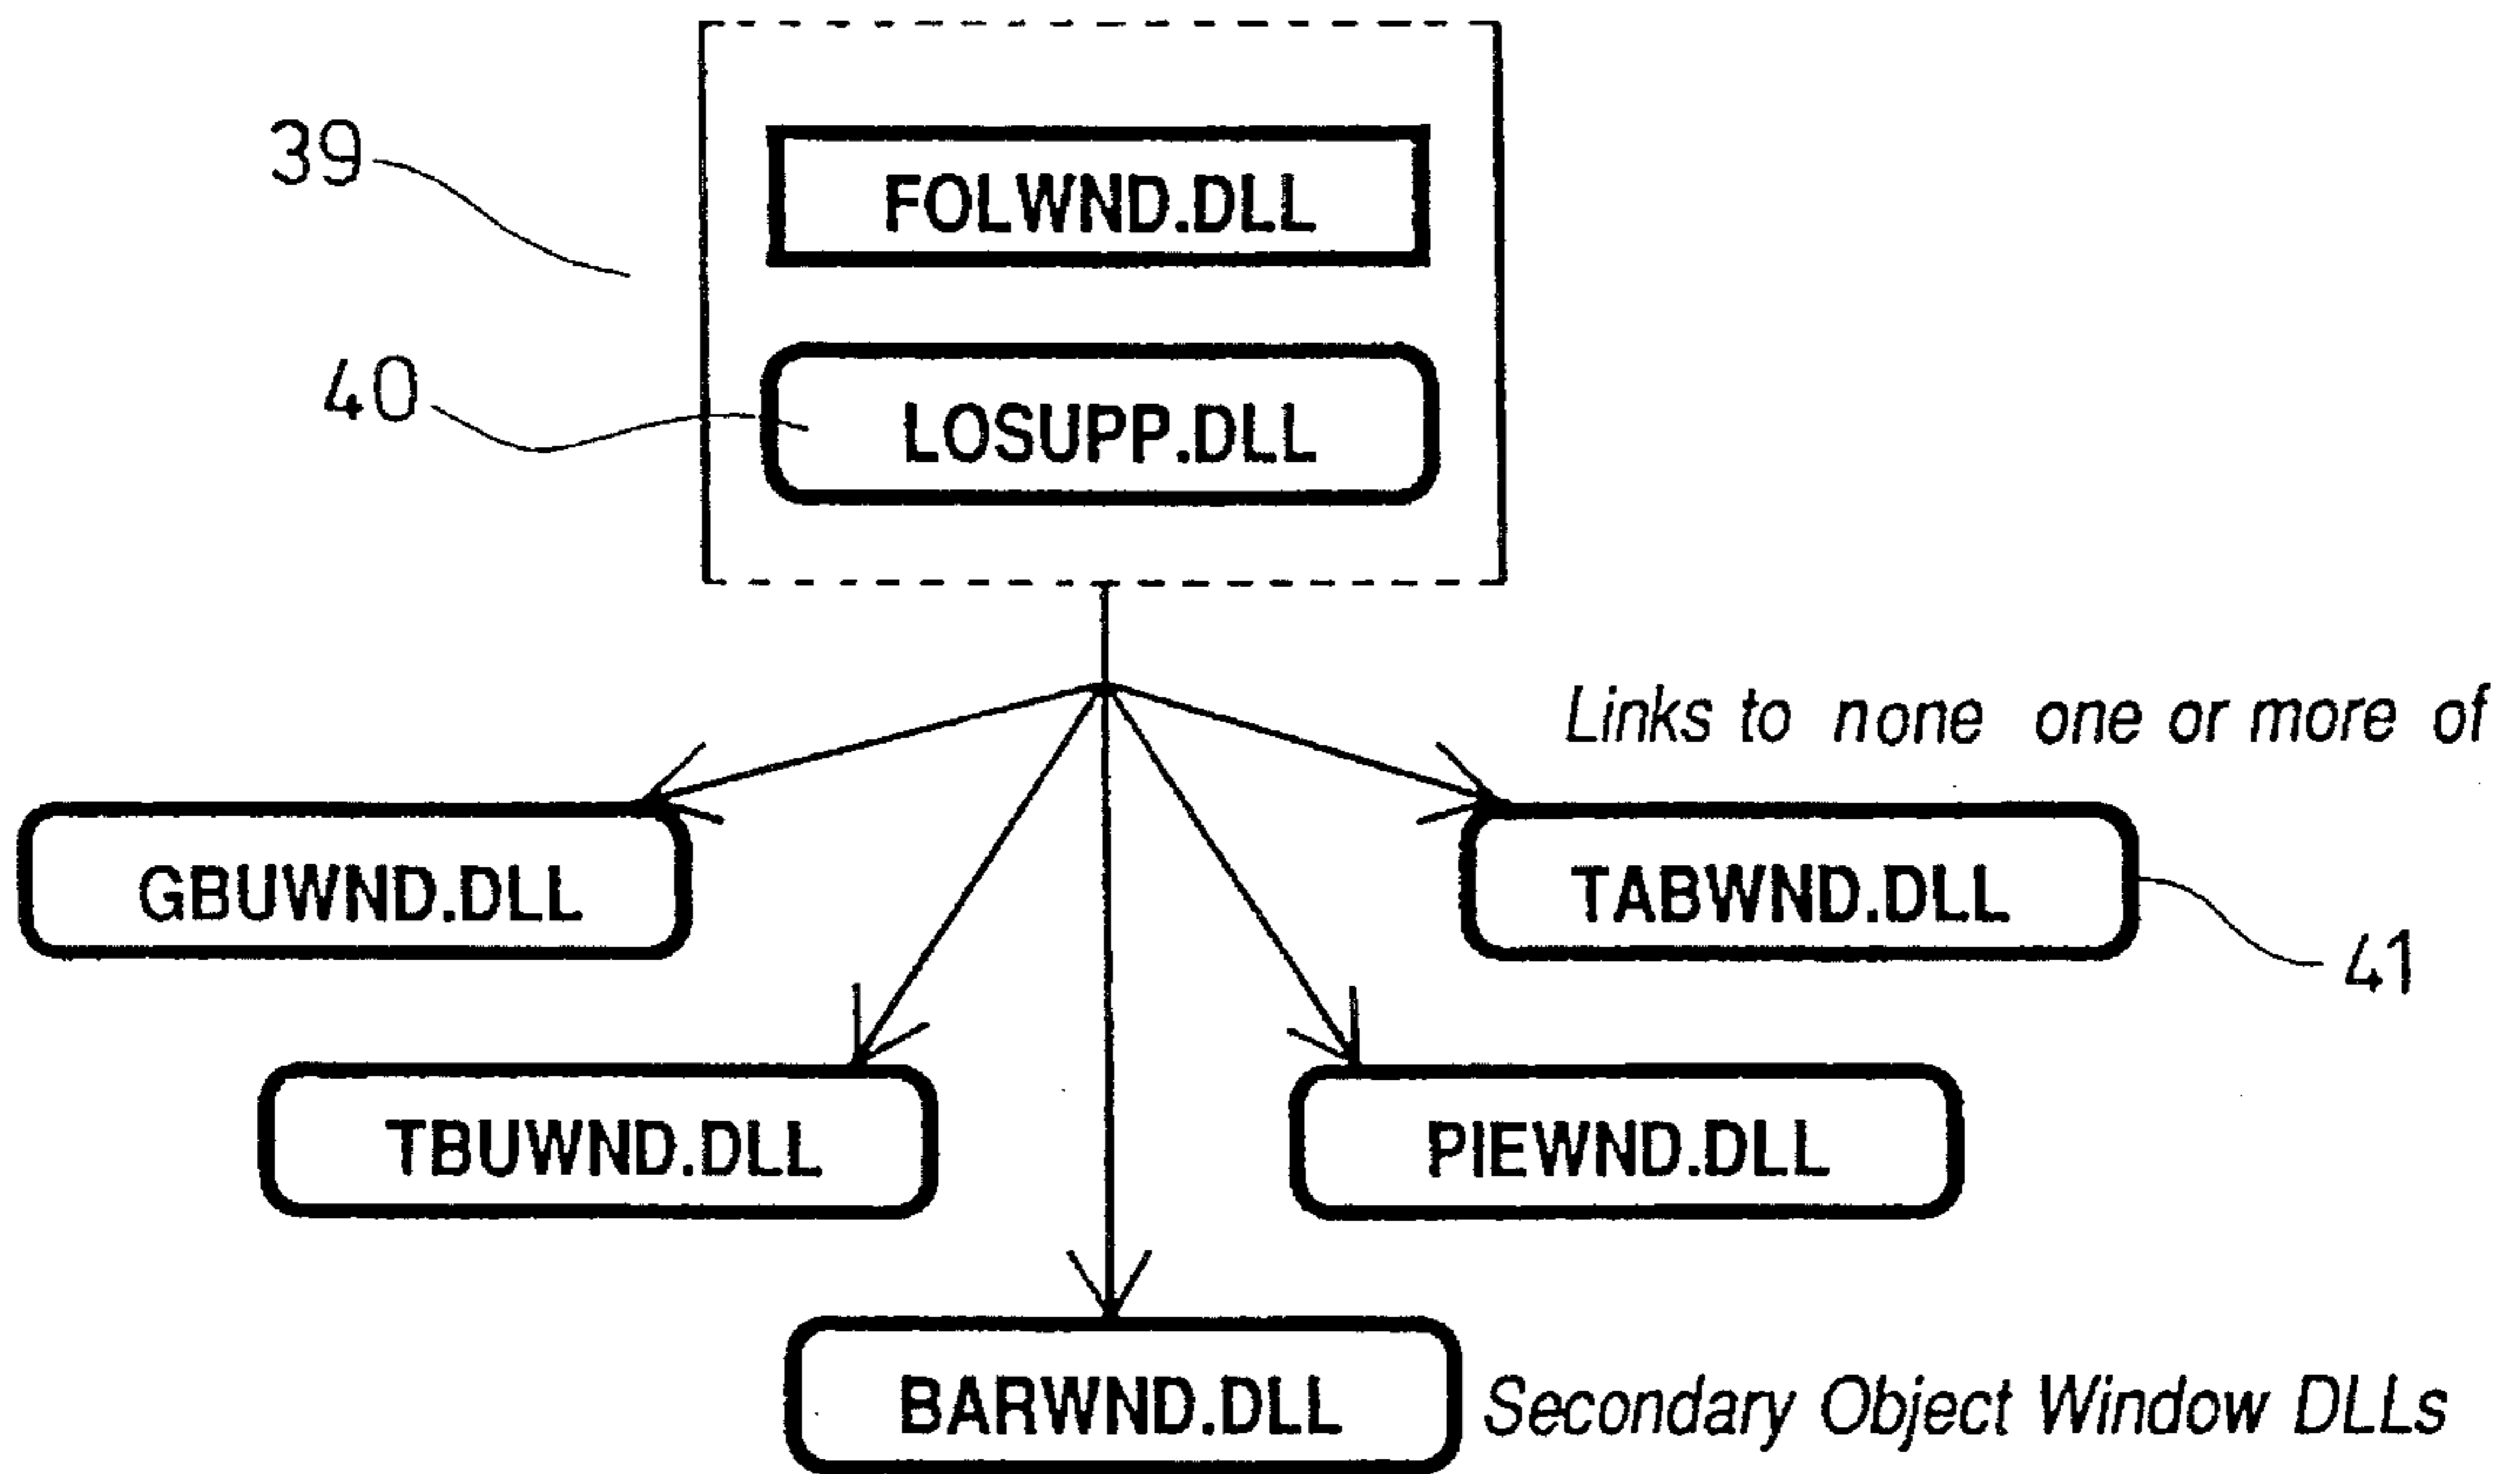 39
FOLWND.DLL
40
LOSUPP.DLL
Links to none one or more of
GBUWND.DLL
TABWND.DLL
41
TBUWND.DLL
PIEWND.DLL
BARWND.DLL
Secondary Object Window DLLs